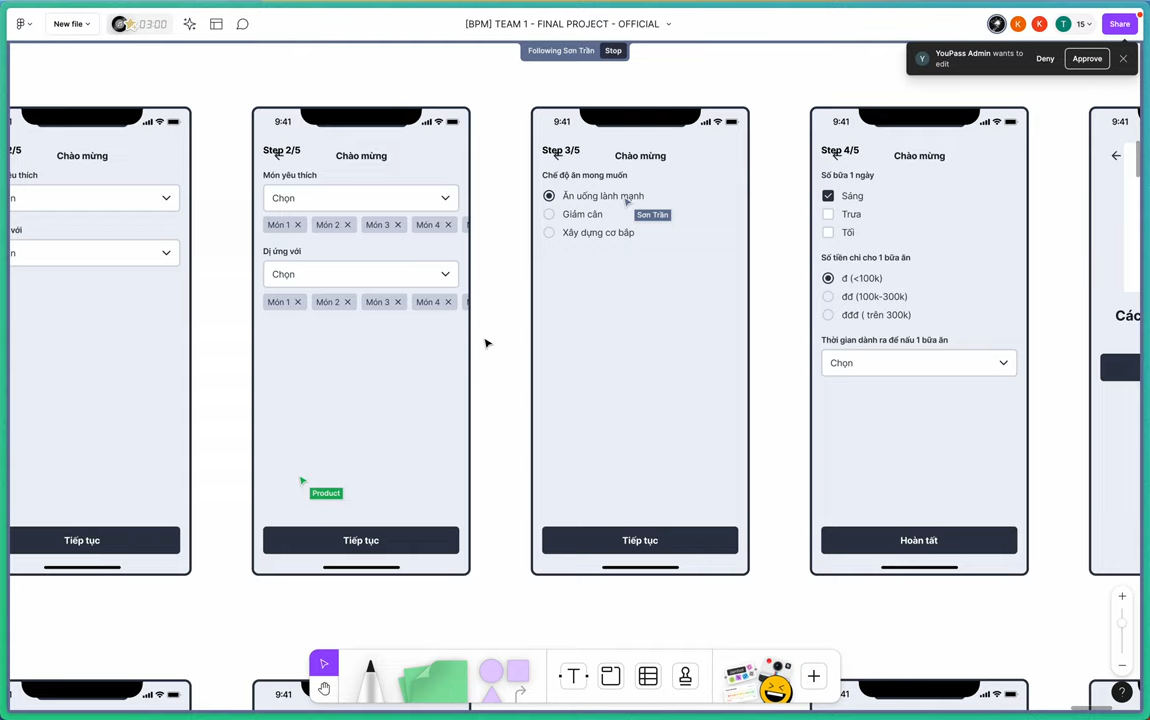 New file
03:00
[BPM] TEAM 1 - FINAL PROJECT - OFFICIAL
K
K
T
15
Share
Following Sơn Trần
Stop
Y
YouPass Admin wants to
edit
Deny
Approve
2/5
Chào mừng
êu thích
n
với
n
Tiếp tục
9:41
Step 2/5
Chào mừng
Món yêu thích
Chọn
Món 1
Món 2
Món 3
Món 4
Dị ứng với
Chọn
Món 1
Món 2
Món 3
Món 4
Product
Tiếp tục
9:41
Step 3/5
Chào mừng
Chế độ ăn mong muốn
Ăn uống lành mạnh
Giảm cân
Sơn Trần
Xây dựng cơ bắp
Tiếp tục
9:41
Step 4/5
Chào mừng
Số bữa 1 ngày
Sáng
Trưa
Tối
Số tiền chi cho 1 bữa ăn
đ (<100k)
đđ (100k-300k)
đđđ ( trên 300k)
Thời gian dành ra để nấu 1 bữa ăn
Chọn
Hoàn tất
9:41
Các
T
9:41
9:41
9:41
9:41
?